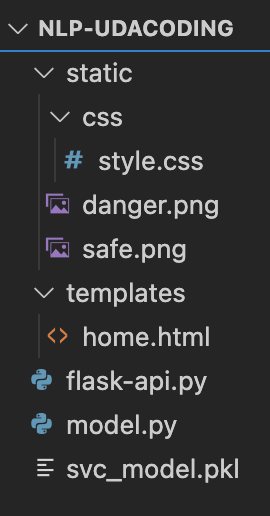 NLP-UDACODING
static
css
# style.css
danger.png
safe.png
templates
<> home.html
flask-api.py
model.py
svc_model.pkl